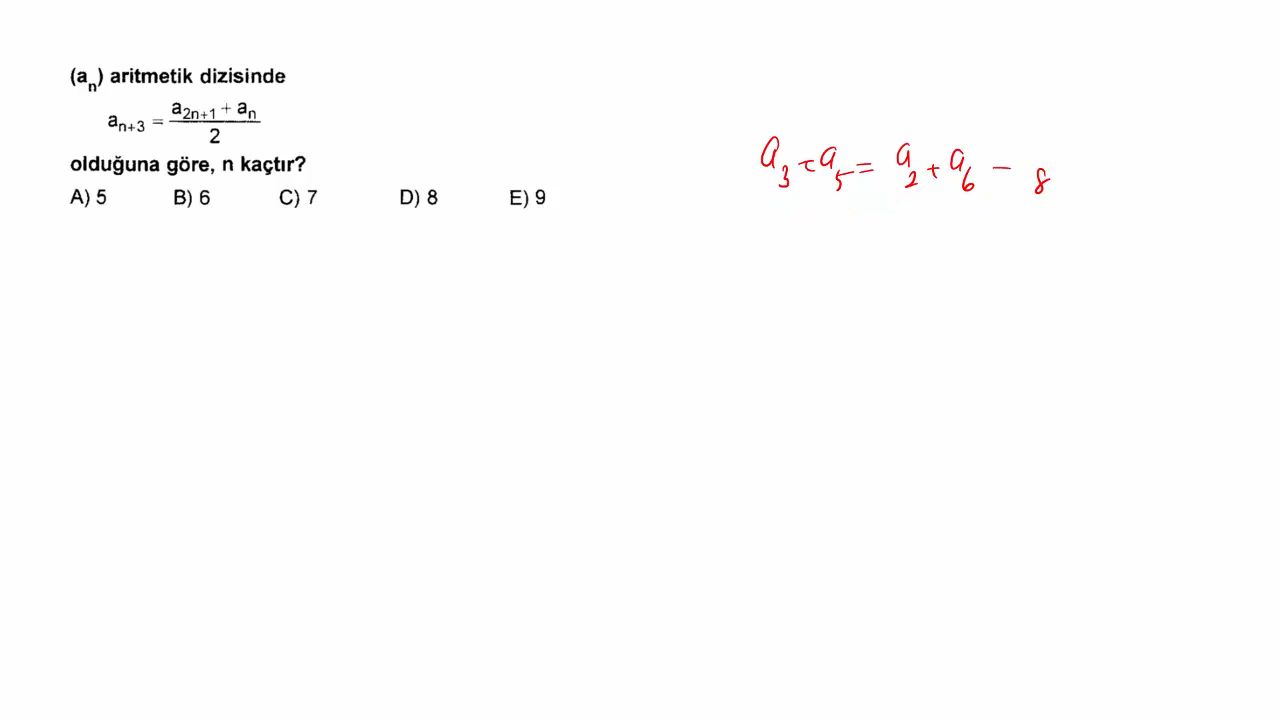 (aₙ) aritmetik dizisinde
aₙ₊₃ = (a₂ₙ₊₁ + aₙ) / 2
olduğuna göre, n kaçtır?
A) 5 B) 6 C) 7 D) 8 E) 9
a₃ + a₅ = a₂ + a₆ - 8